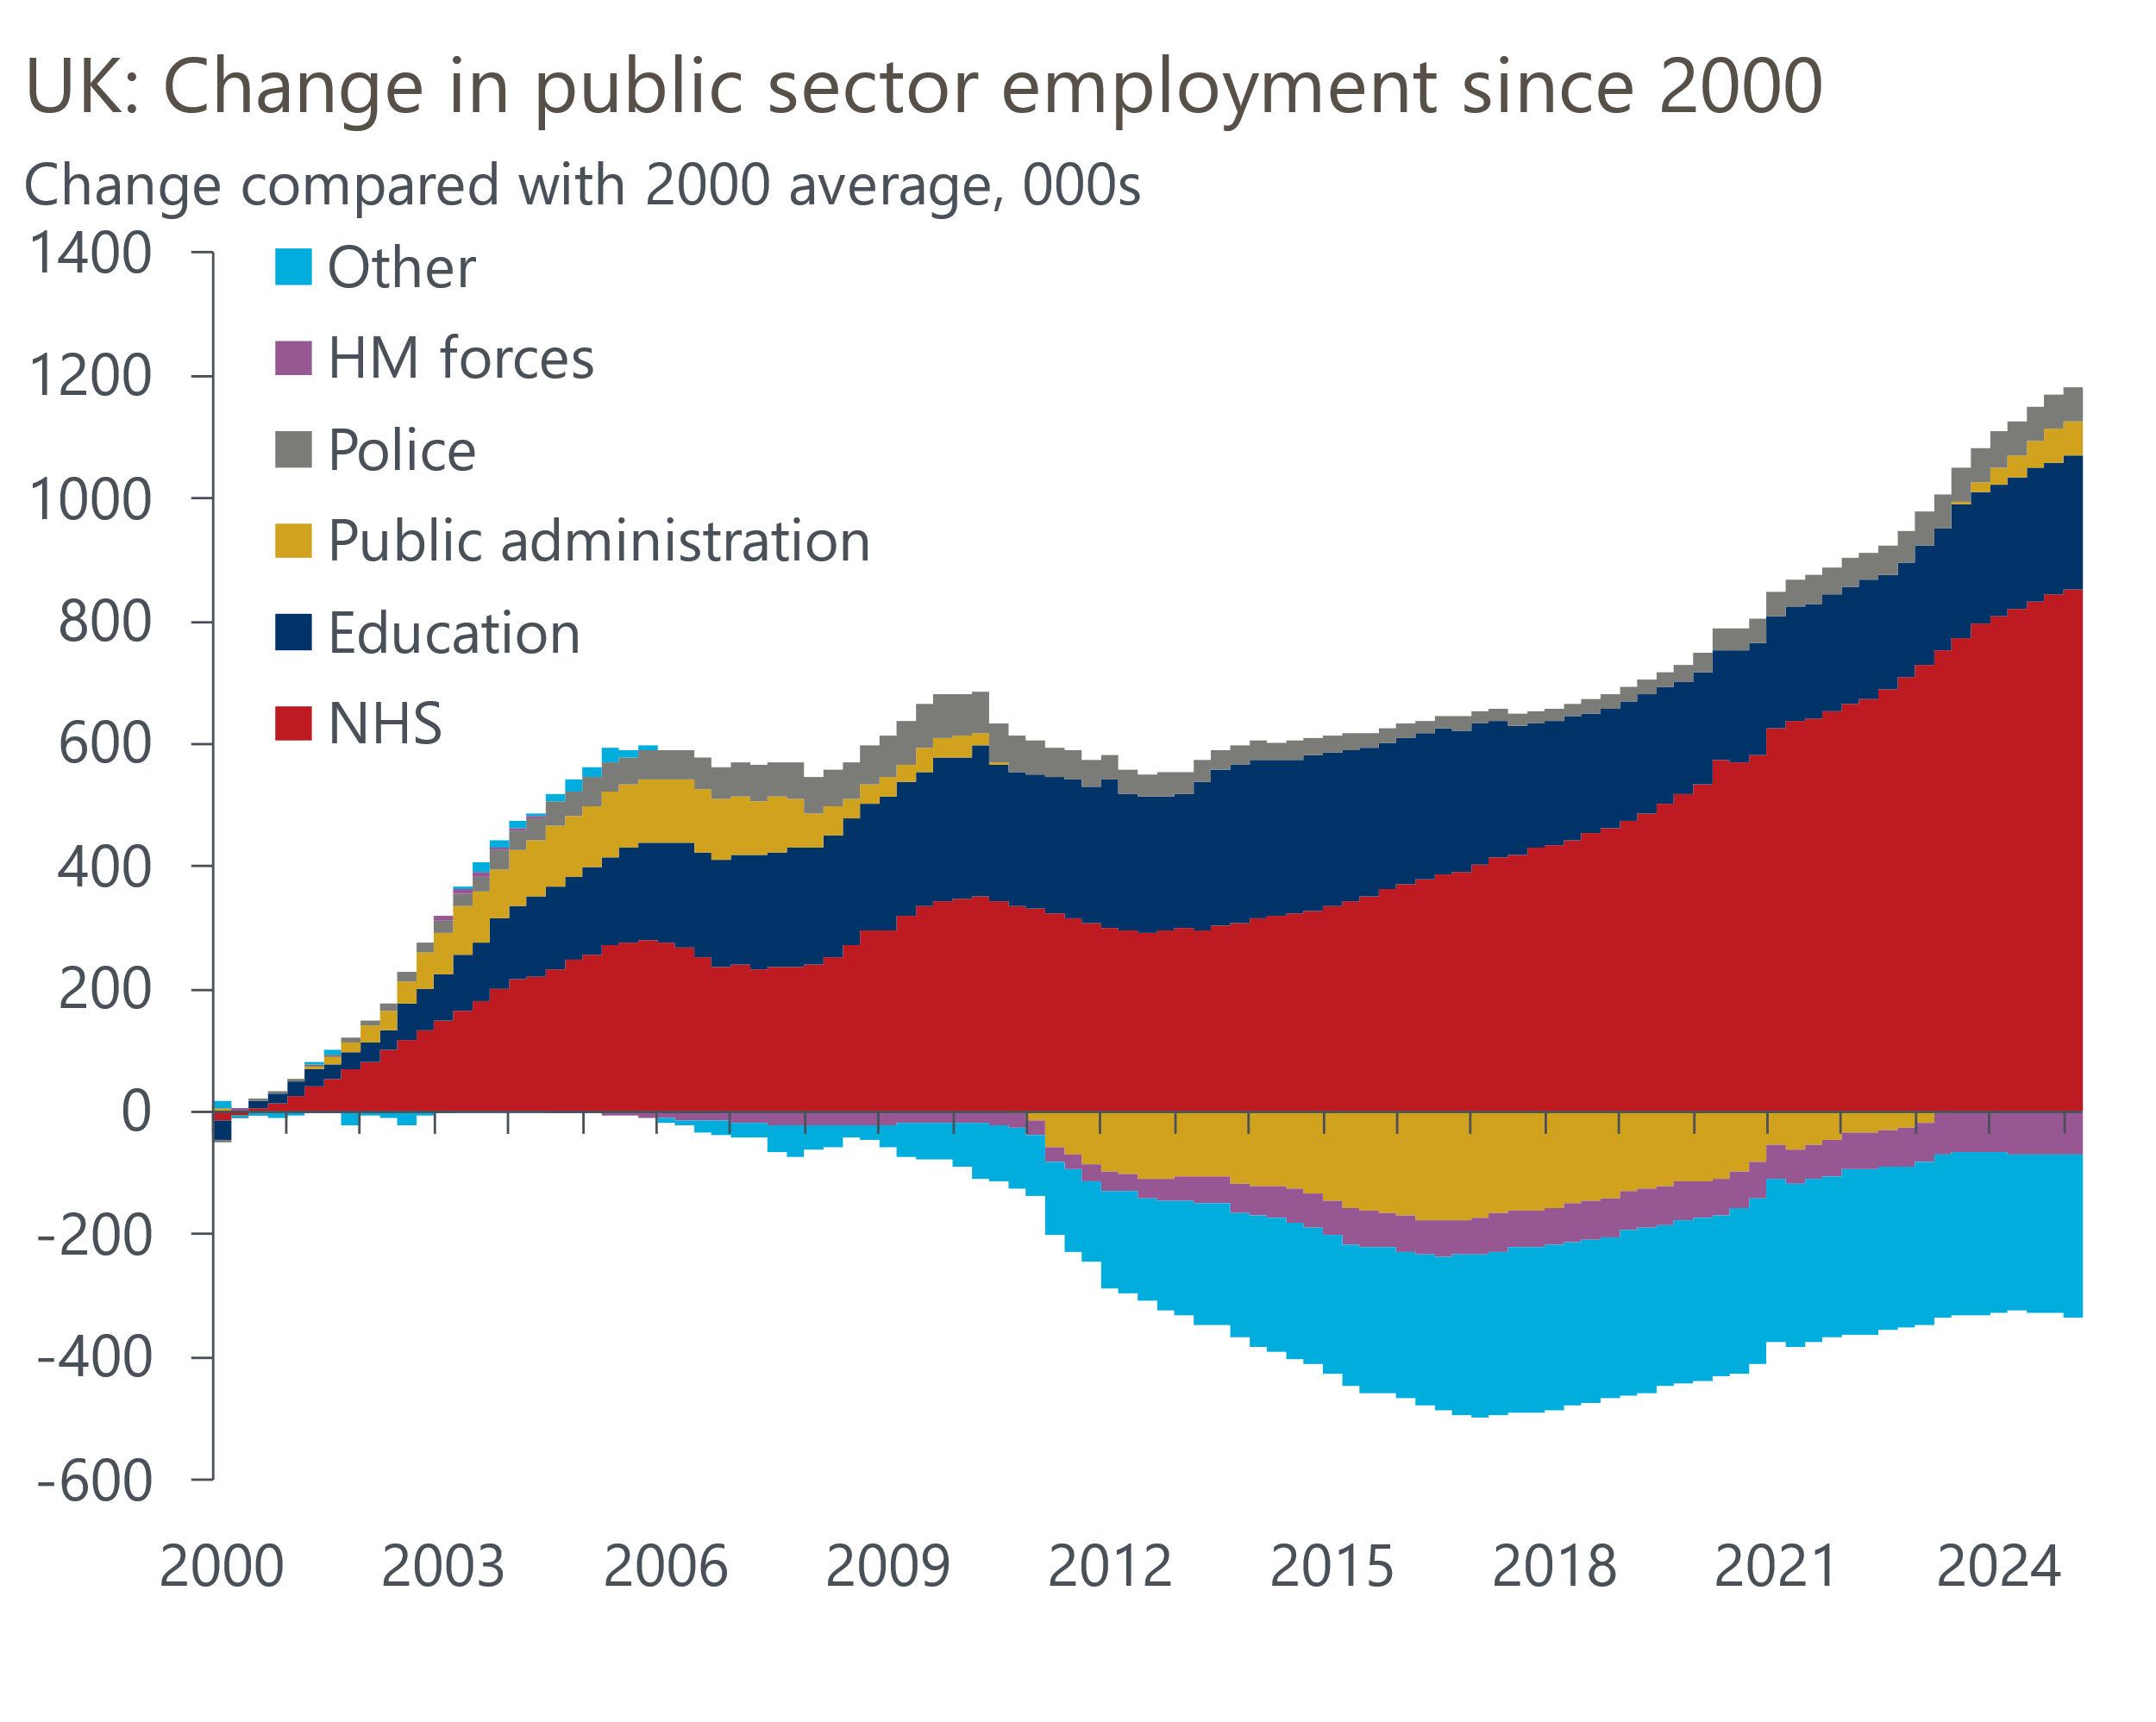 UK: Change in public sector employment since 2000
Change compared with 2000 average, 000s
1400
1200
1000
800
600
400
200
0
-200
-400
-600
Other
HM forces
Police
Public administration
Education
NHS
2000 2003 2006 2009 2012 2015 2018 2021 2024